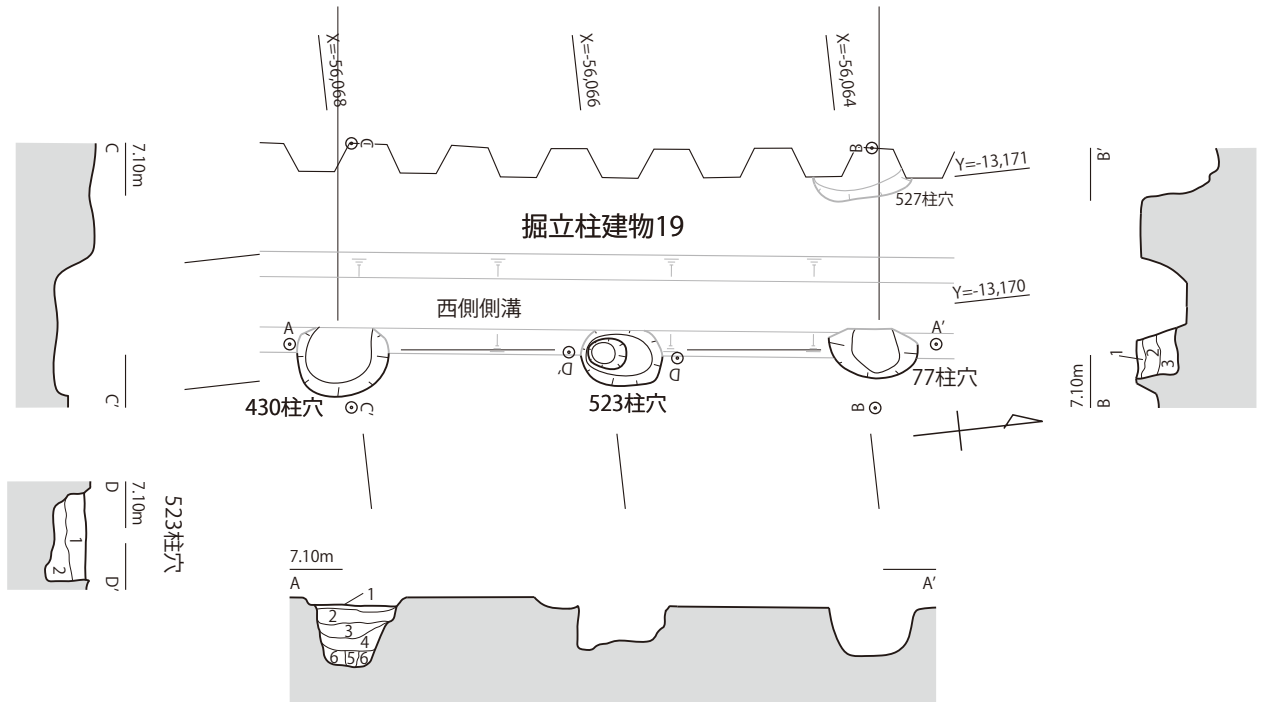 X=-56,068
X=-56,066
X=-56,064
C
7.10m
C'
C
B'
Y=-13,171
527柱穴
掘立柱建物19
Y=-13,170
西側側溝
A
A'
D'
D
77柱穴
430柱穴
C'
523柱穴
B
B'
1
2
3
7.10m
B
D
7.10m
523柱穴
1
2
D'
7.10m
A
A'
1
2
3
4
6
5
6